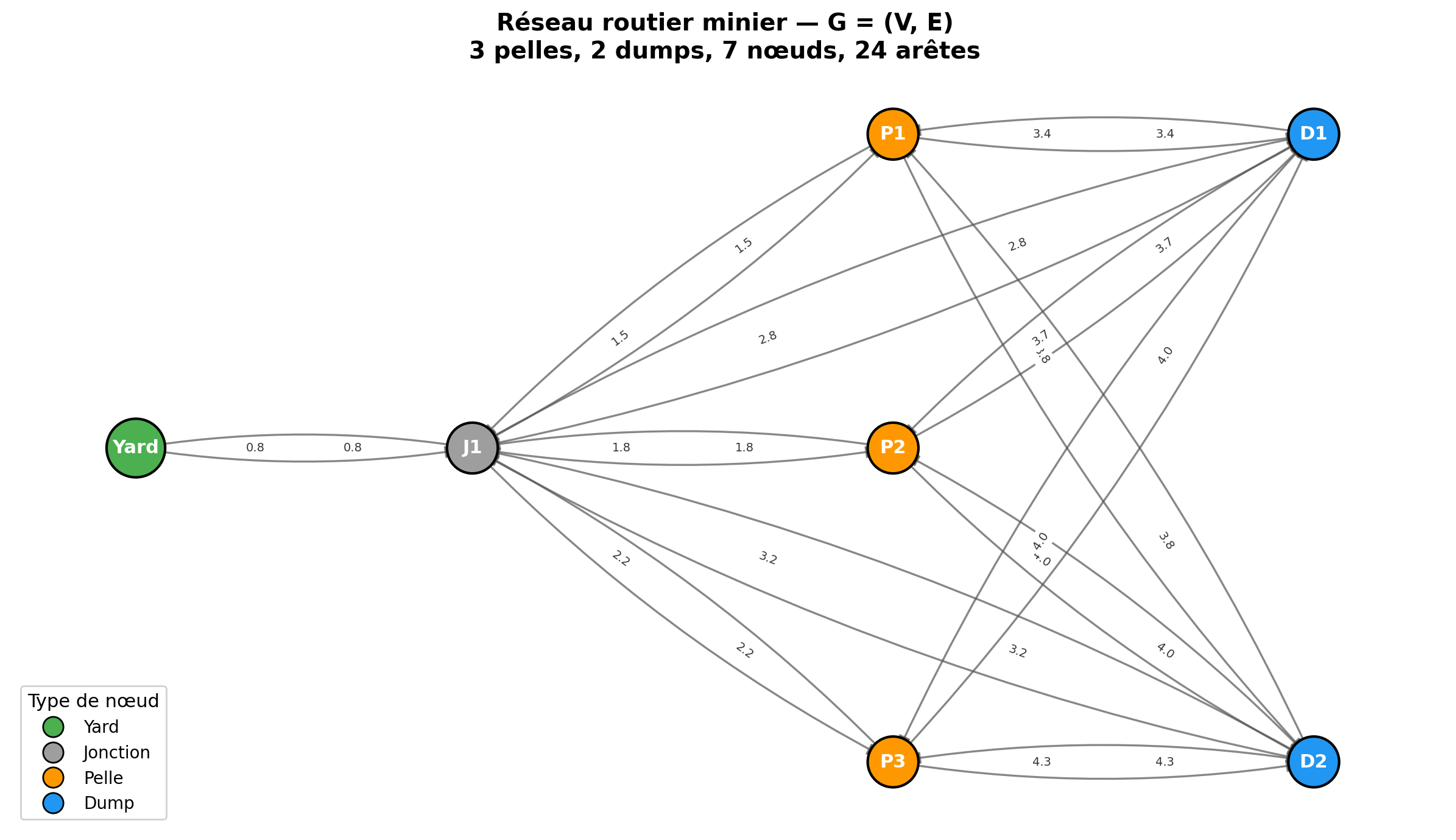 Réseau routier minier — G = (V, E)
3 pelles, 2 dumps, 7 nœuds, 24 arêtes
P1
3.4
3.4
D1
1.5
2.8
3.7
1.5
2.8
3.7
4.0
Yard
0.8
0.8
J1
1.8
1.8
P2
3.2
4.0
3.8
2.2
2.2
3.2
4.0
P3
4.3
4.3
D2
Type de nœud
Yard
Jonction
Pelle
Dump